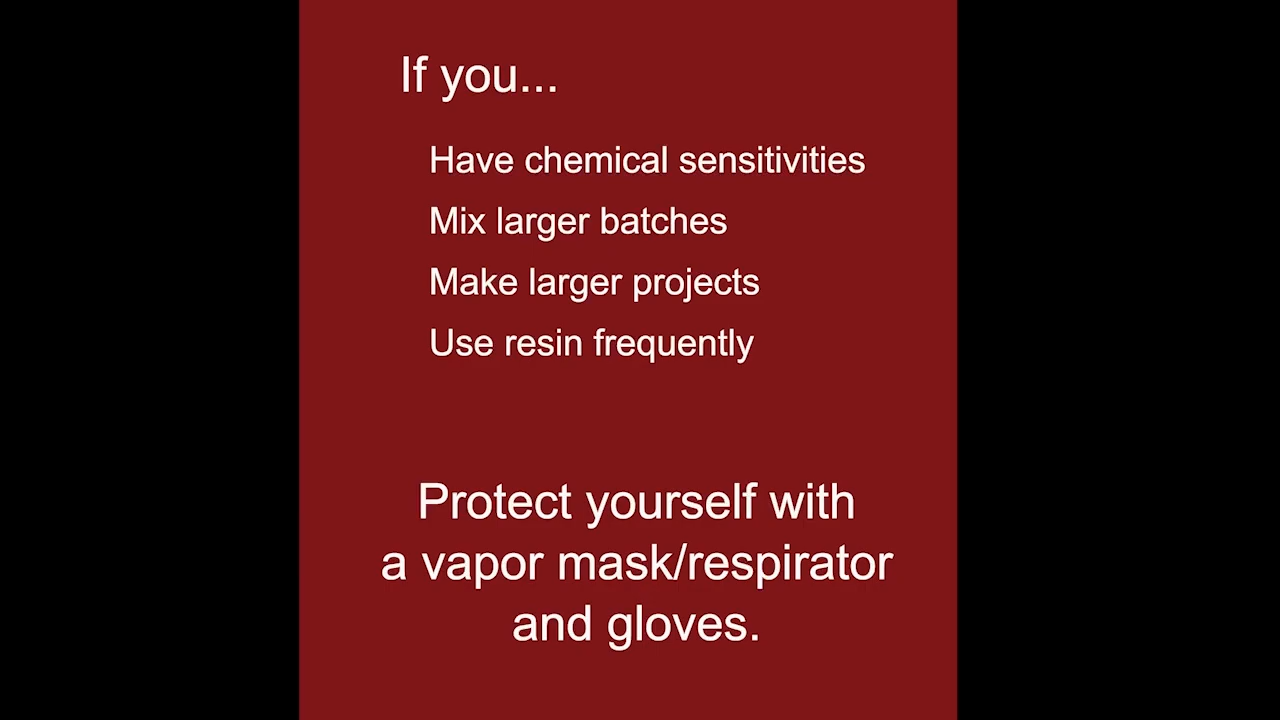 If you...
Have chemical sensitivities
Mix larger batches
Make larger projects
Use resin frequently
Protect yourself with
a vapor mask/respirator
and gloves.